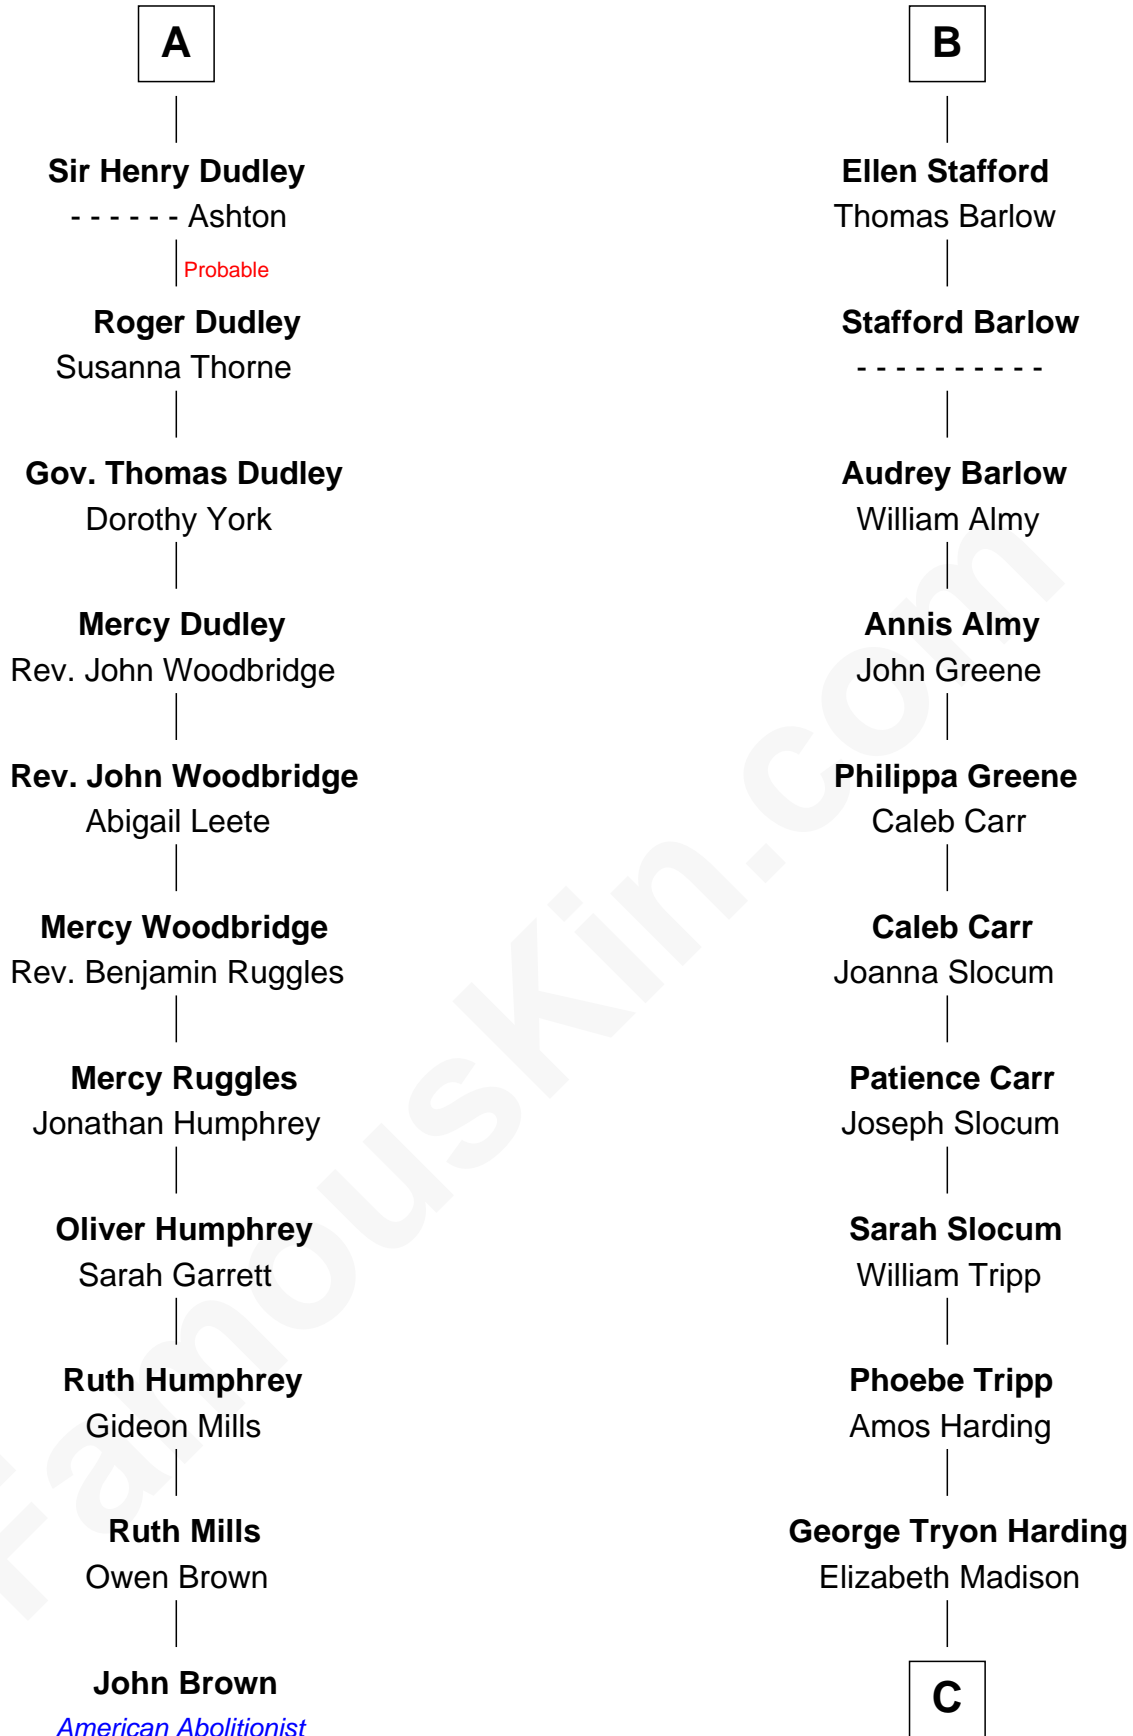 A
Sir Henry Dudley
- - - - - - Ashton
Probable
Roger Dudley
Susanna Thorne
Gov. Thomas Dudley
Dorothy York
Mercy Dudley
Rev. John Woodbridge
Rev. John Woodbridge
Abigail Leete
Mercy Woodbridge
Rev. Benjamin Ruggles
Mercy Ruggles
Jonathan Humphrey
Oliver Humphrey
Sarah Garrett
Ruth Humphrey
Gideon Mills
Ruth Mills
Owen Brown
John Brown
American Abolitionist
B
Ellen Stafford
Thomas Barlow
Stafford Barlow
- - - - - - - - - -
Audrey Barlow
William Almy
Annis Almy
John Greene
Philippa Greene
Caleb Carr
Caleb Carr
Joanna Slocum
Patience Carr
Joseph Slocum
Sarah Slocum
William Tripp
Phoebe Tripp
Amos Harding
George Tryon Harding
Elizabeth Madison
C
FamousKin.com